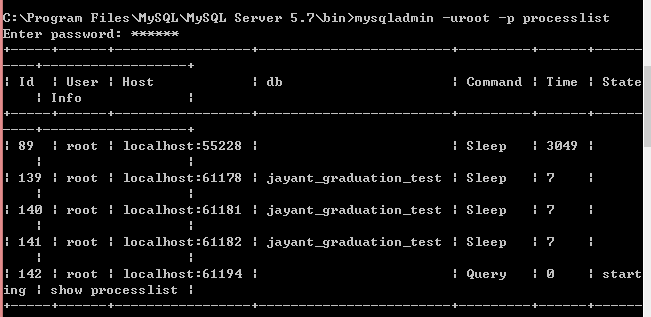 C:\Program Files\MySQL\MySQL Server 5.7\bin>mysqladmin -uroot -p processlist
Enter password: ******
+-----+------+-----------------+------------------------+---------+------+------
----+------------------+
| Id  | User | Host            | db                     | Command | Time | State
    | Info             |
+-----+------+-----------------+------------------------+---------+------+------
----+------------------+
| 89  | root | localhost:55228 |                        | Sleep   | 3049 |
    |                  |
| 139 | root | localhost:61178 | jayant_graduation_test | Sleep   | 7    |
    |                  |
| 140 | root | localhost:61181 | jayant_graduation_test | Sleep   | 7    |
    |                  |
| 141 | root | localhost:61182 | jayant_graduation_test | Sleep   | 7    |
    |                  |
| 142 | root | localhost:61194 |                        | Query   | 0    | start
ing | show processlist |
+-----+------+-----------------+------------------------+---------+------+------